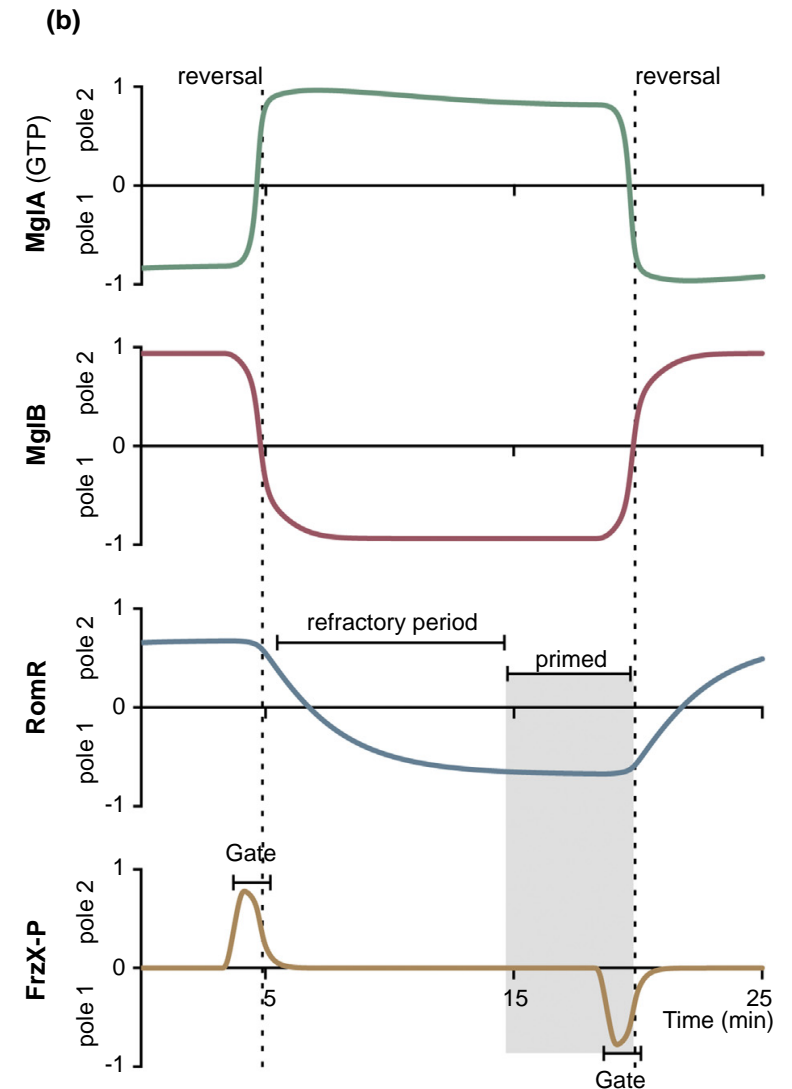 (b)
reversal
reversal
MglA (GTP)
pole 2
pole 1
1
0
-1
MglB
pole 2
pole 1
1
0
-1
RomR
pole 2
pole 1
1
0
-1
refractory period
primed
FrzX-P
pole 2
pole 1
1
0
-1
Gate
5
15
25
Time (min)
Gate